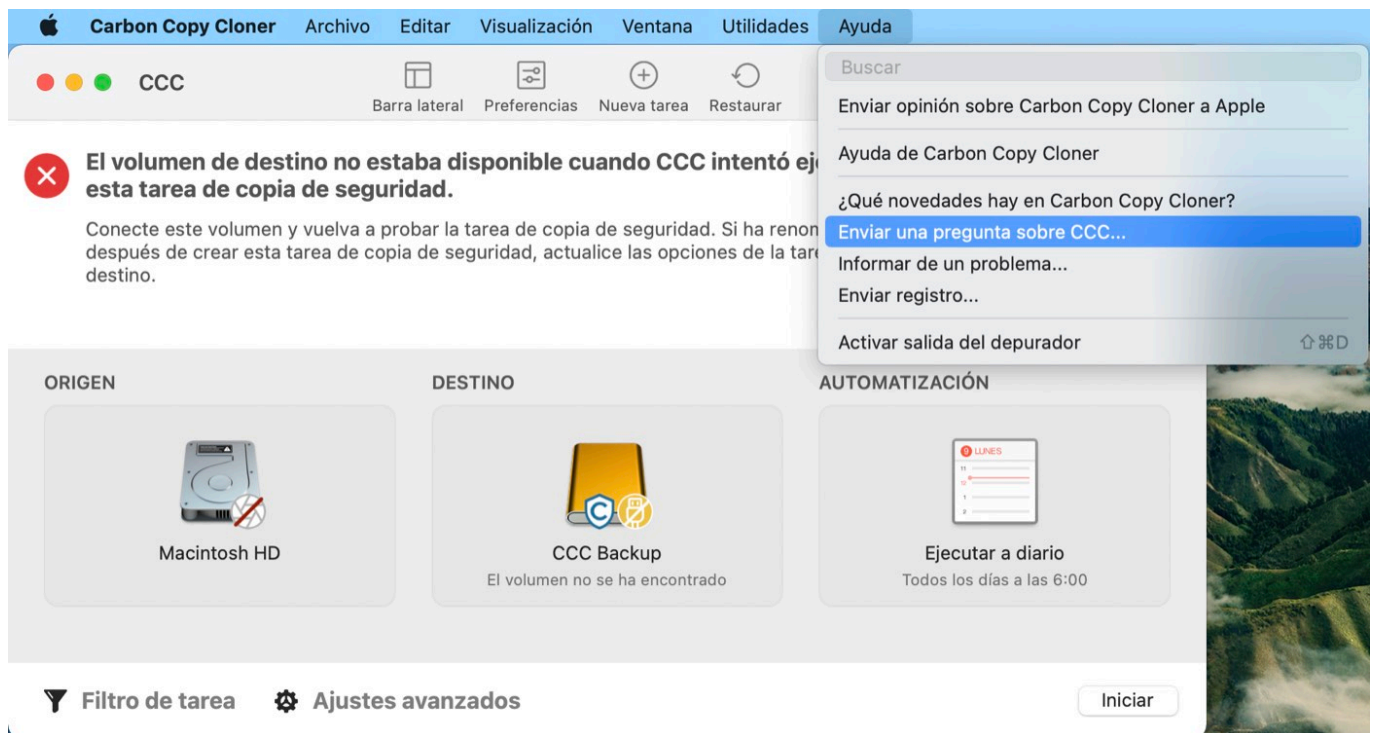 Carbon Copy Cloner Archivo Editar Visualización Ventana Utilidades Ayuda
CCC
Barra lateral Preferencias Nueva tarea Restaurar
Buscar
Enviar opinión sobre Carbon Copy Cloner a Apple
Ayuda de Carbon Copy Cloner
¿Qué novedades hay en Carbon Copy Cloner?
Enviar una pregunta sobre CCC...
Informar de un problema...
Enviar registro...
Activar salida del depurador ⇧⌘D
El volumen de destino no estaba disponible cuando CCC intentó
esta tarea de copia de seguridad.
Conecte este volumen y vuelva a probar la tarea de copia de seguridad. Si ha
después de crear esta tarea de copia de seguridad, actualice las opciones de la
destino.
ORIGEN DESTINO AUTOMATIZACIÓN
9 LUNES
11
12
1
2
Macintosh HD CCC Backup Ejecutar a diario
El volumen no se ha encontrado Todos los días a las 6:00
Filtro de tarea Ajustes avanzados Iniciar